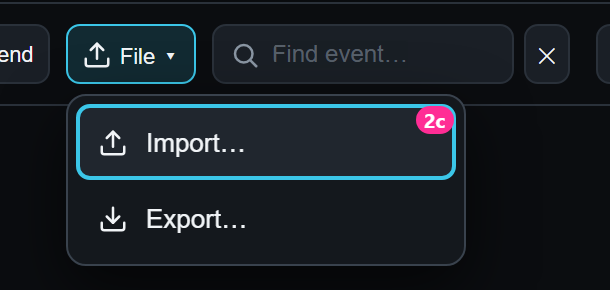 end
File ▾
Find event…
×
2c
Import…
Export…